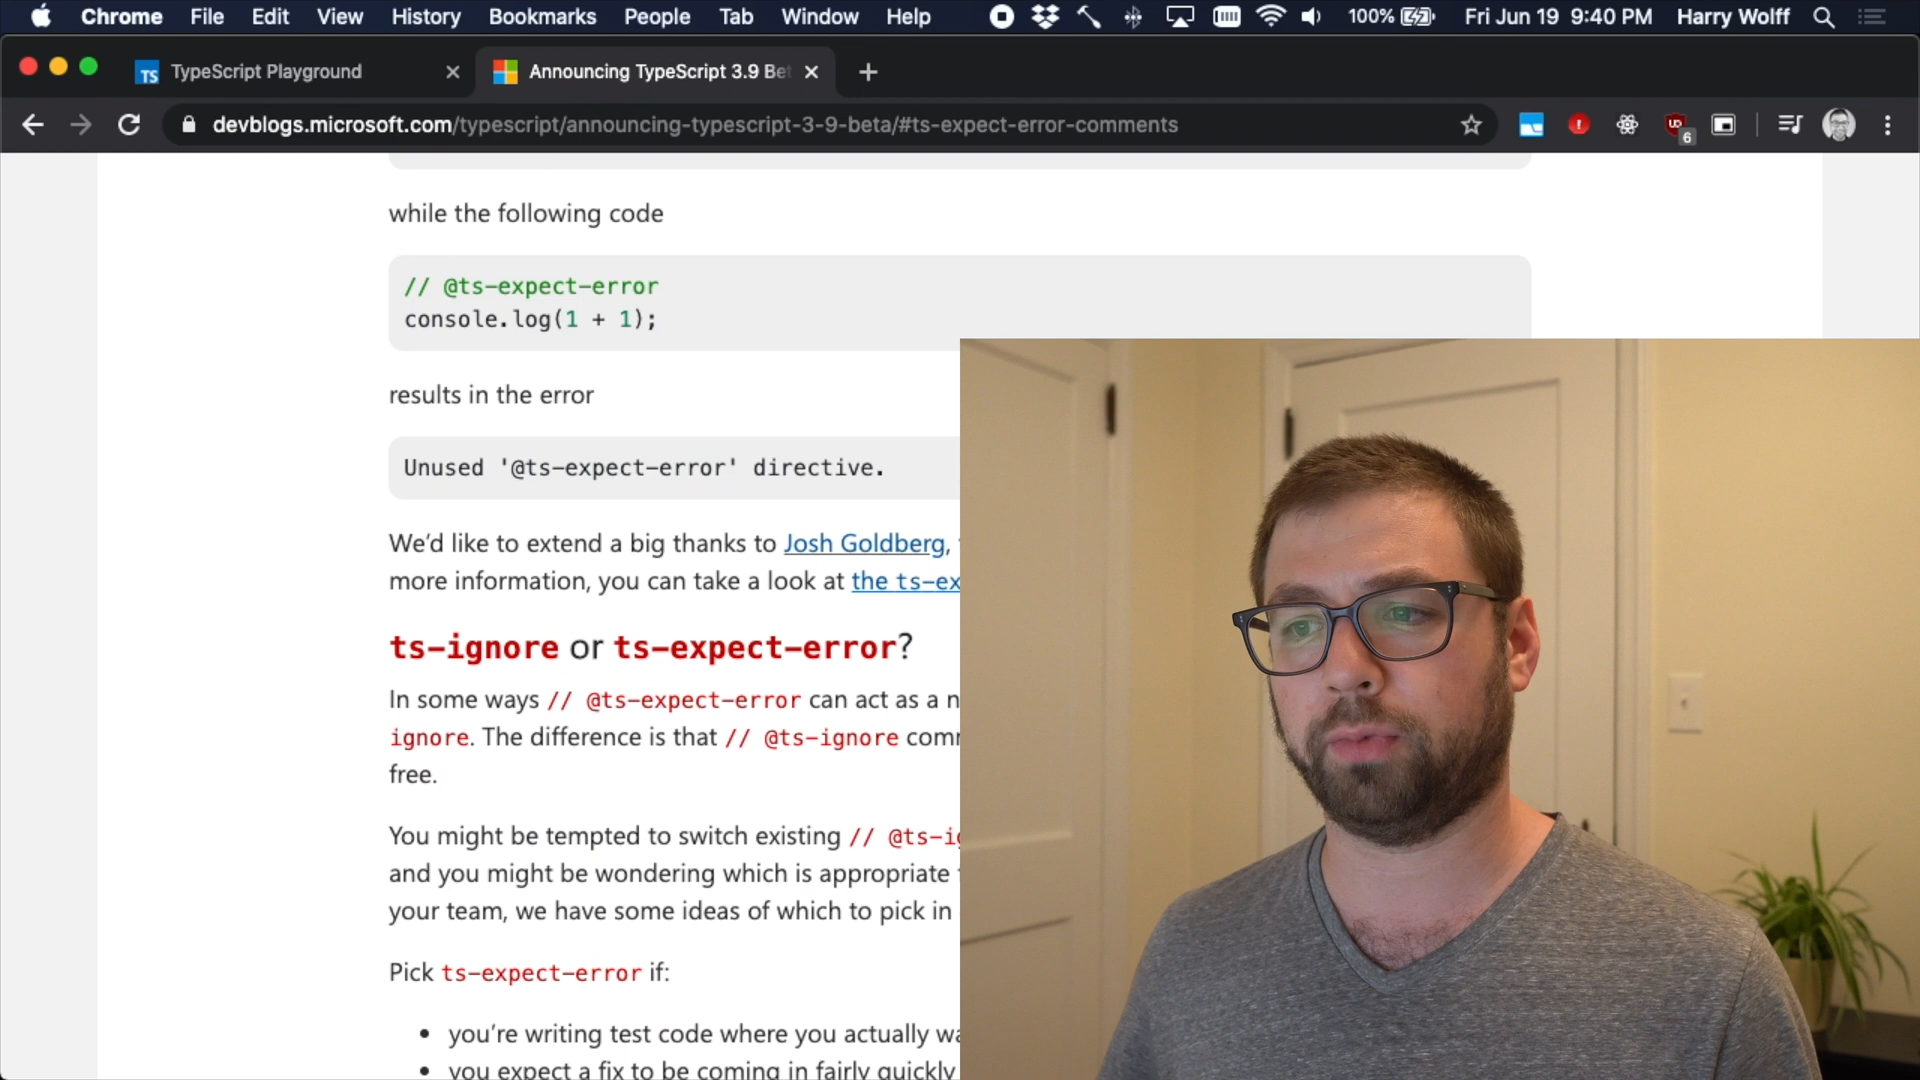 Chrome File Edit View History Bookmarks People Tab Window Help 100% Fri Jun 19 9:40 PM Harry Wolff
TS TypeScript Playground Announcing TypeScript 3.9 Bet
devblogs.microsoft.com/typescript/announcing-typescript-3-9-beta/#ts-expect-error-comments 6
while the following code
// @ts-expect-error
console.log(1 + 1);
results in the error
Unused '@ts-expect-error' directive.
We’d like to extend a big thanks to Josh Goldberg,
more information, you can take a look at the ts-ex
ts-ignore or ts-expect-error?
In some ways // @ts-expect-error can act as a n
ignore. The difference is that // @ts-ignore com
free.
You might be tempted to switch existing // @ts-ig
and you might be wondering which is appropriate
your team, we have some ideas of which to pick in
Pick ts-expect-error if:
• you’re writing test code where you actually wa
• you expect a fix to be coming in fairly quickly